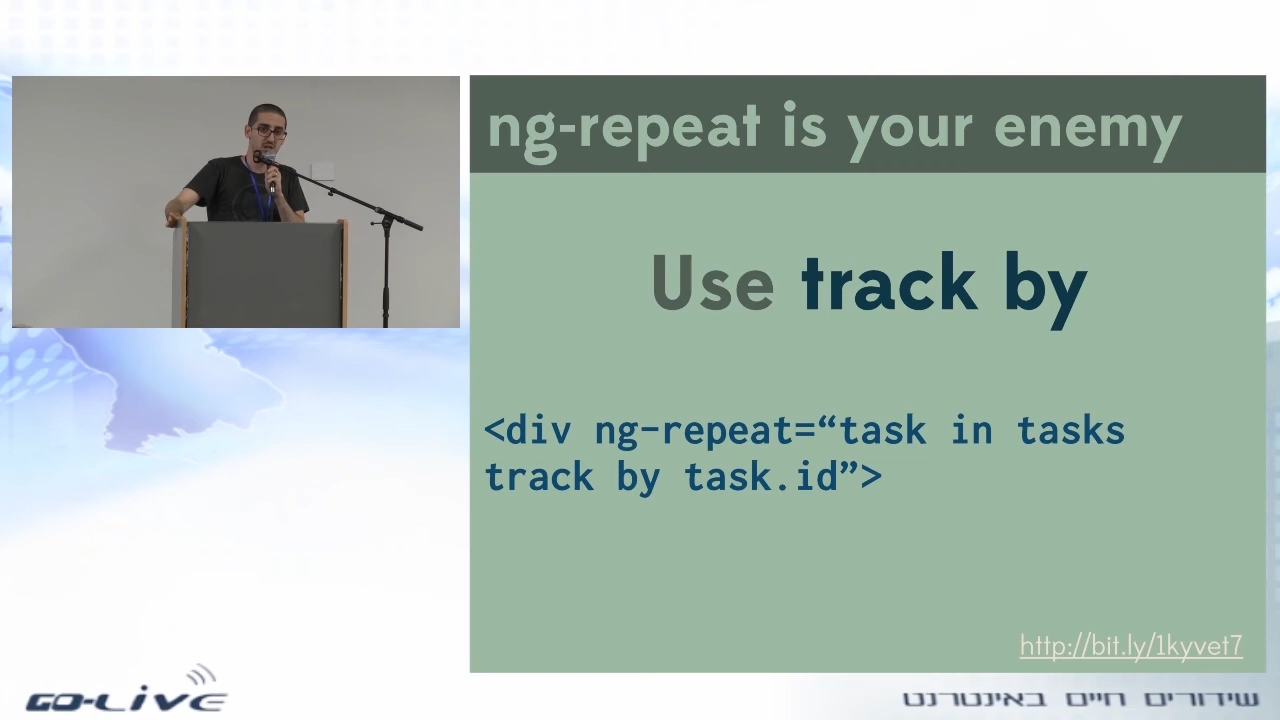 ng-repeat is your enemy
Use track by
<div ng-repeat=“task in tasks
track by task.id”>
http://bit.ly/1kyvet7
GO-LIVE
שידורים חיים באינטרנט